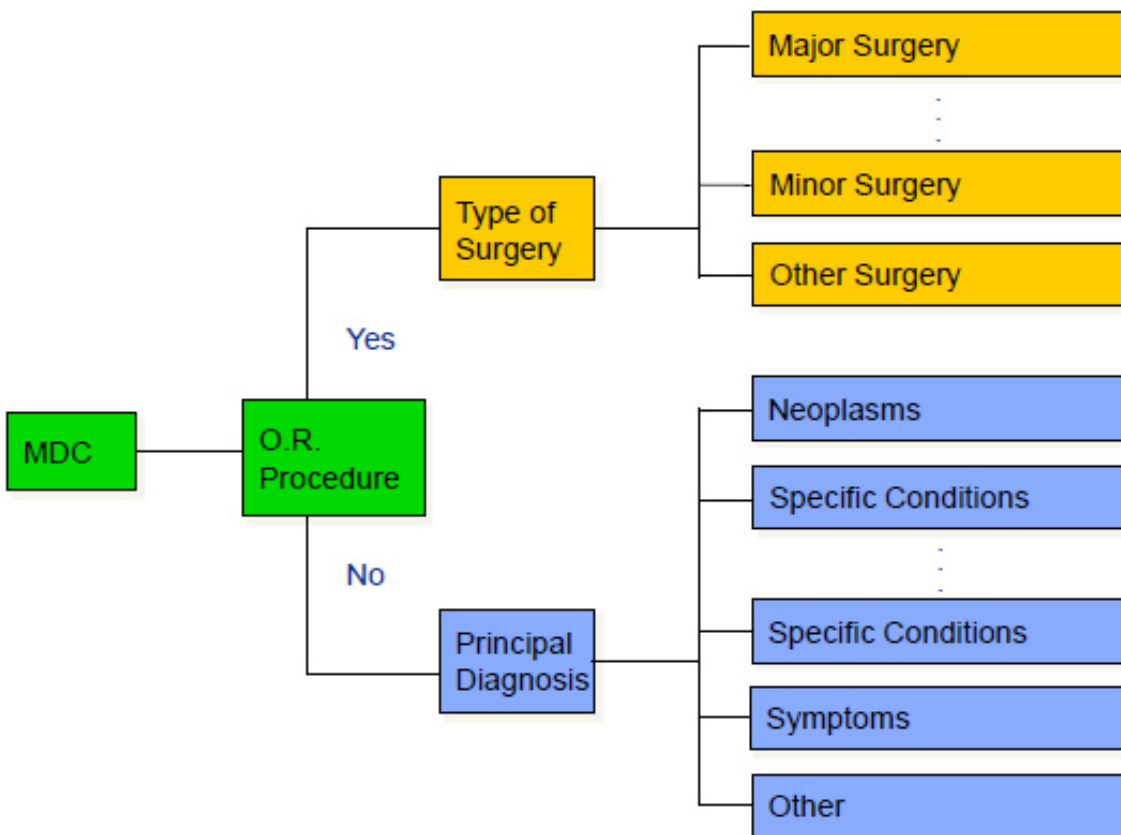 Major Surgery
Minor Surgery
Type of
Surgery
Other Surgery
Yes
MDC
O.R.
Procedure
No
Neoplasms
Specific Conditions
Specific Conditions
Principal
Diagnosis
Symptoms
Other